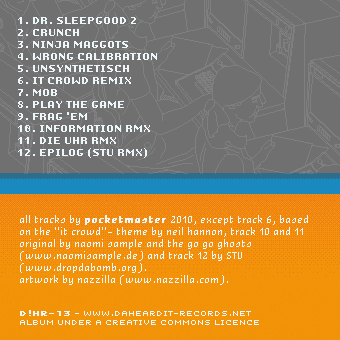 1. DR. SLEEPGOOD 2
2. CRUNCH
3. NINJA MAGGOTS
4. WRONG CALIBRATION
5. UNSYNTHETISCH
6. IT CROWD REMIX
7. MOB
8. PLAY THE GAME
9. FRAG 'EM
10. INFORMATION RMX
11. DIE UHR RMX
12. EPILOG (STU RMX)
all tracks by pocketmaster 2010, except track 6, based
on the "it crowd"- theme by neil hannon, track 10 and 11
original by naomi sample and the go go ghosts
(www.naomisample.de) and track 12 by STU
(www.dropdabomb.org).
artwork by nazzilla (www.nazzilla.com).
D!HR-13 - WWW.DAHEARDIT-RECORDS.NET
ALBUM UNDER A CREATIVE COMMONS LICENCE